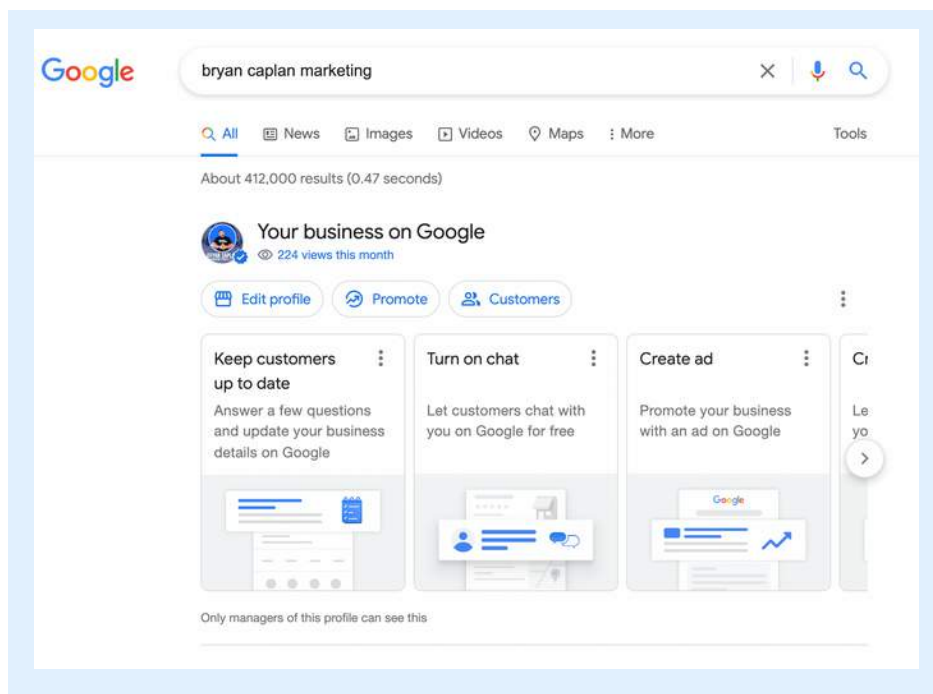 Google
bryan caplan marketing
All News Images Videos Maps More Tools
About 412,000 results (0.47 seconds)
Your business on Google
224 views this month
Edit profile Promote Customers
Keep customers
up to date
Answer a few questions
and update your business
details on Google
Turn on chat
Let customers chat with
you on Google for free
Create ad
Promote your business
with an ad on Google
Google
Only managers of this profile can see this